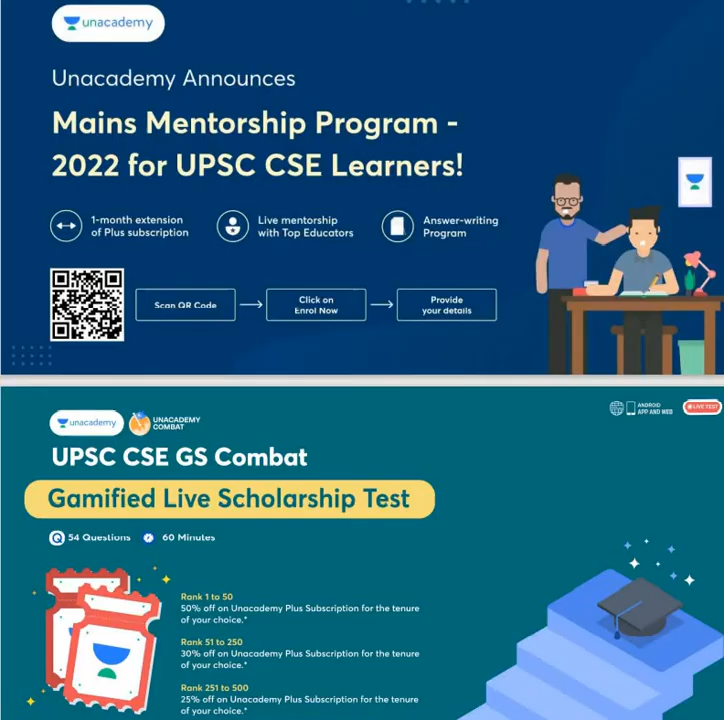 unacademy
Unacademy Announces
Mains Mentorship Program -
2022 for UPSC CSE Learners!
1-month extension
of Plus subscription
Live mentorship
with Top Educators
Answer-writing
Program
Scan QR Code
Click on
Enrol Now
Provide
your details
unacademy
UNACADEMY
COMBAT
ANDROID
APP AND WEB
LIVE TEST
UPSC CSE GS Combat
Gamified Live Scholarship Test
54 Questions
60 Minutes
Rank 1 to 50
50% off on Unacademy Plus Subscription for the tenure
of your choice.*
Rank 51 to 250
30% off on Unacademy Plus Subscription for the tenure
of your choice.*
Rank 251 to 500
25% off on Unacademy Plus Subscription for the tenure
of your choice.*